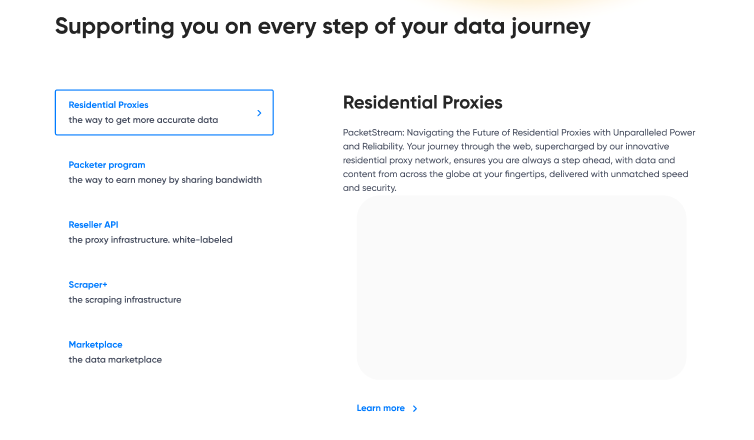 Supporting you on every step of your data journey
Residential Proxies
the way to get more accurate data
Packeter program
the way to earn money by sharing bandwidth
Reseller API
the proxy infrastructure. white-labeled
Scraper+
the scraping infrastructure
Marketplace
the data marketplace
Residential Proxies
PacketStream: Navigating the Future of Residential Proxies with Unparalleled Power
and Reliability. Your journey through the web, supercharged by our innovative
residential proxy network, ensures you are always a step ahead, with data and
content from across the globe at your fingertips, delivered with unmatched speed
and security.
Learn more